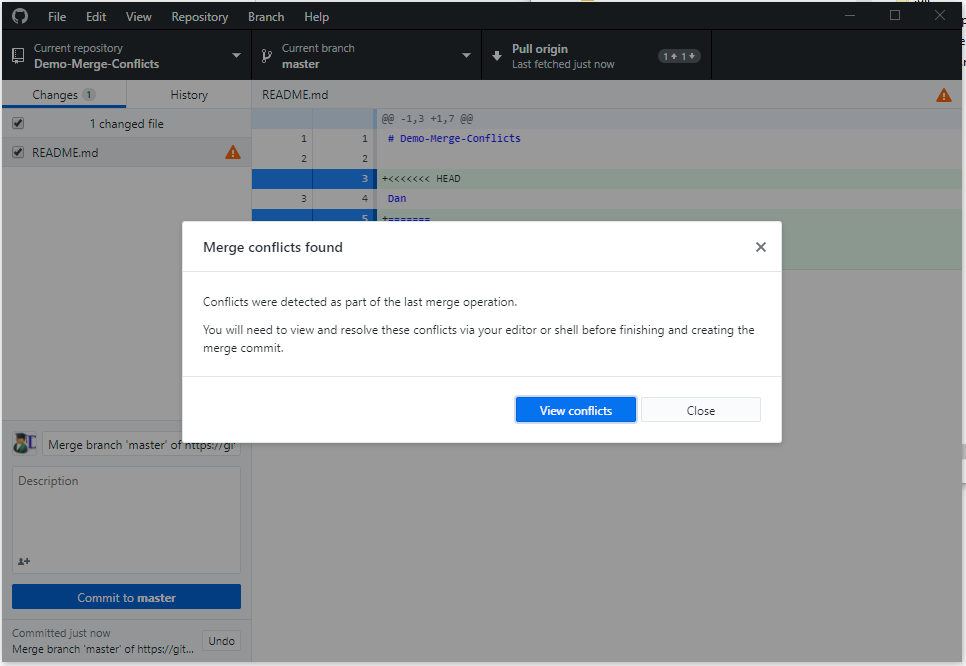 File Edit View Repository Branch Help
Current repository
Demo-Merge-Conflicts
Current branch
master
Pull origin
Last fetched just now
1 1
Changes 1
History
README.md
1 changed file
README.md
@@ -1,3 +1,7 @@
1 1 # Demo-Merge-Conflicts
2 2
3 +<<<<<<< HEAD
3 4 Dan
5 +=======
Merge conflicts found
Conflicts were detected as part of the last merge operation.
You will need to view and resolve these conflicts via your editor or shell before finishing and creating the
merge commit.
View conflicts
Close
Merge branch 'master' of https://gi
Description
Commit to master
Committed just now
Merge branch 'master' of https://git...
Undo